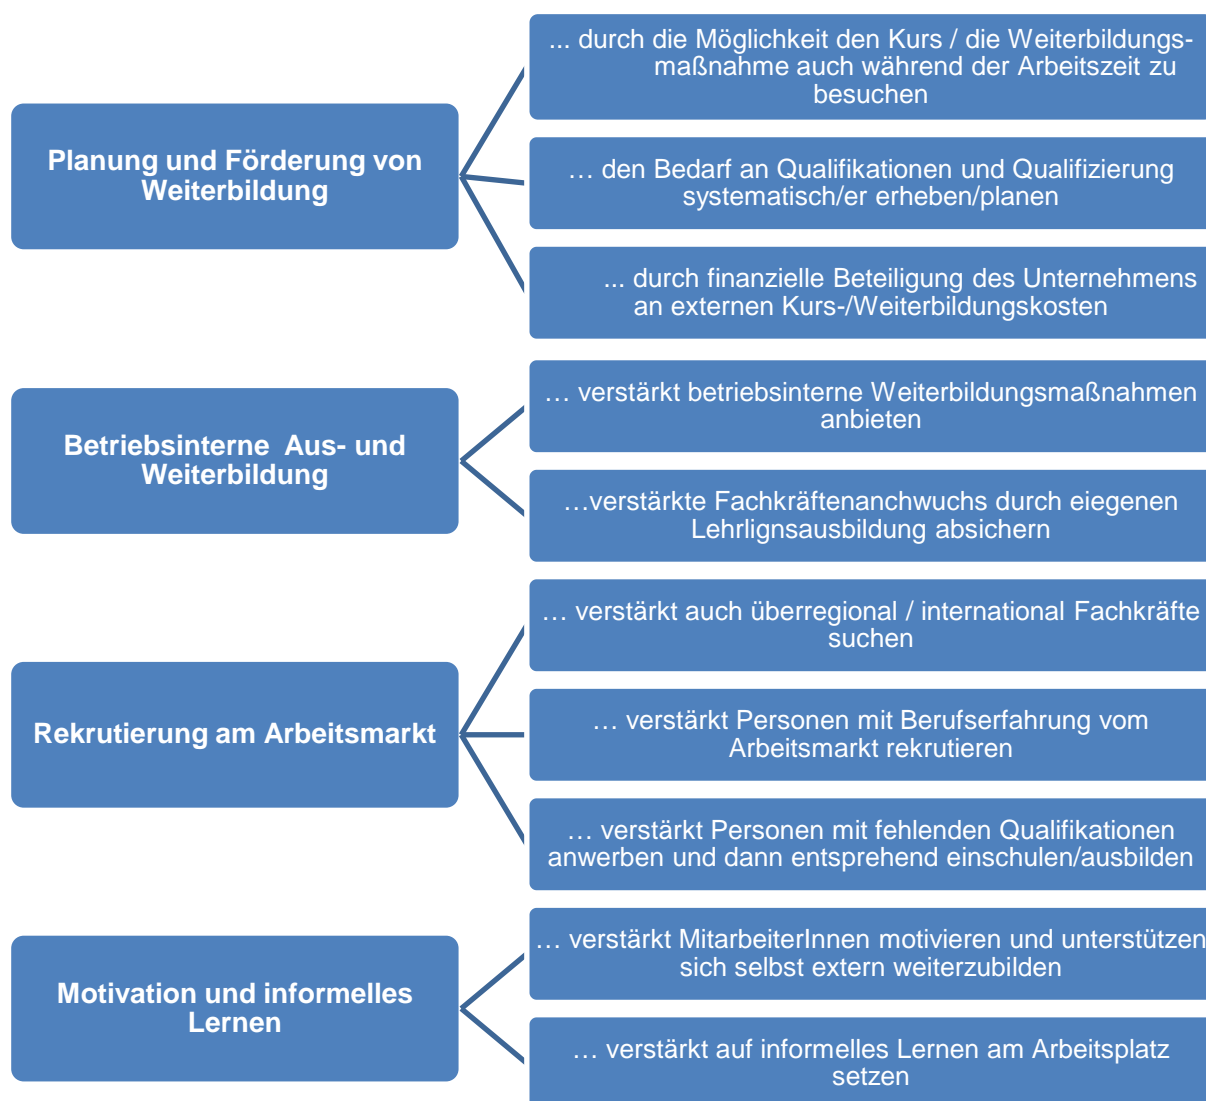 Planung und Förderung von
Weiterbildung
... durch die Möglichkeit den Kurs / die Weiterbildungs-
maßnahme auch während der Arbeitszeit zu
besuchen
… den Bedarf an Qualifikationen und Qualifizierung
systematisch/er erheben/planen
... durch finanzielle Beteiligung des Unternehmens
an externen Kurs-/Weiterbildungskosten
Betriebsinterne Aus- und
Weiterbildung
… verstärkt betriebsinterne Weiterbildungsmaßnahmen
anbieten
…verstärkte Fachkräftenanchwuchs durch eiegenen
Lehrlignsausbildung absichern
Rekrutierung am Arbeitsmarkt
… verstärkt auch überregional / international Fachkräfte
suchen
… verstärkt Personen mit Berufserfahrung vom
Arbeitsmarkt rekrutieren
… verstärkt Personen mit fehlenden Qualifikationen
anwerben und dann entsprehend einschulen/ausbilden
Motivation und informelles
Lernen
… verstärkt MitarbeiterInnen motivieren und unterstützen
sich selbst extern weiterzubilden
… verstärkt auf informelles Lernen am Arbeitsplatz
setzen